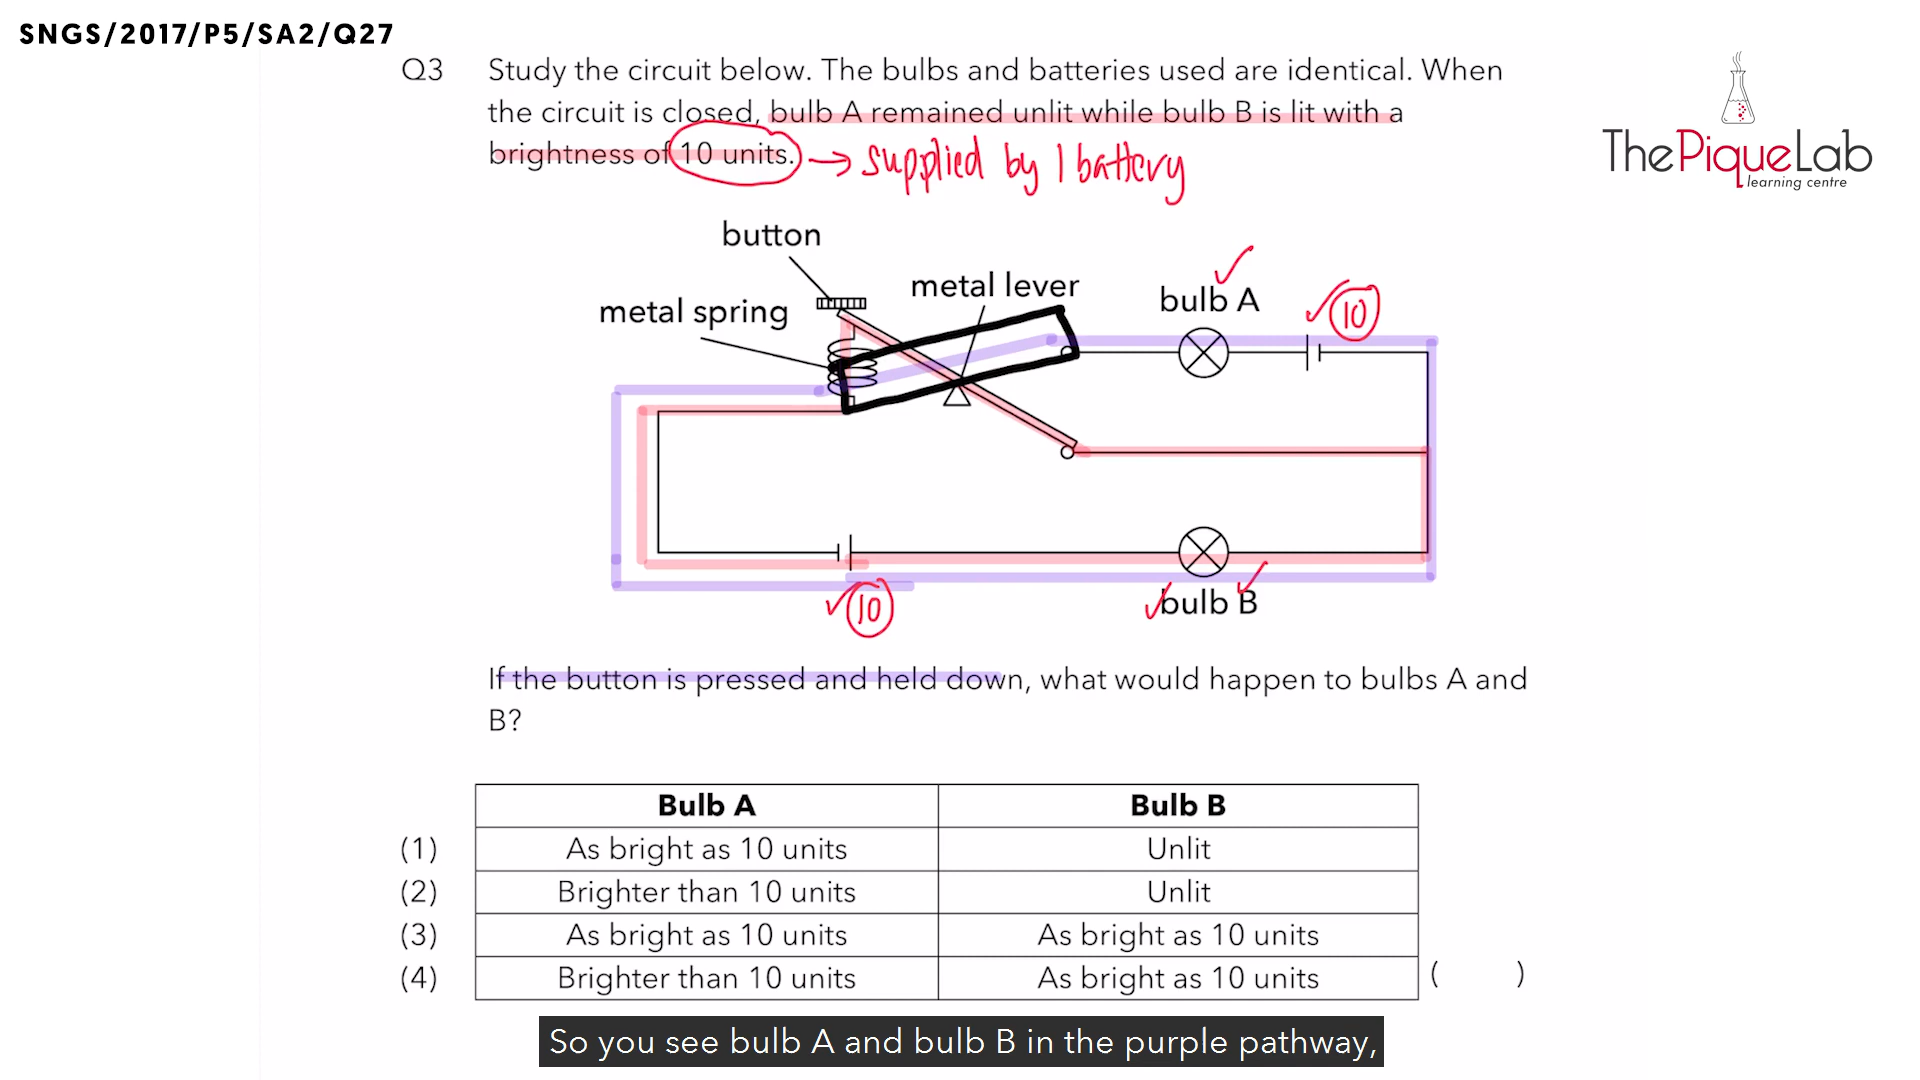 SNGS/2017/P5/SA2/Q27
Q3 Study the circuit below. The bulbs and batteries used are identical. When
the circuit is closed, bulb A remained unlit while bulb B is lit with a
brightness of 10 units. → supplied by 1 battery
ThePiqueLab
learning centre
button
metal lever
bulb A
10
metal spring
10
bulb B
If the button is pressed and held down, what would happen to bulbs A and
B?
Bulb A Bulb B
(1) As bright as 10 units Unlit
(2) Brighter than 10 units Unlit
(3) As bright as 10 units As bright as 10 units
(4) Brighter than 10 units As bright as 10 units ( )
So you see bulb A and bulb B in the purple pathway,